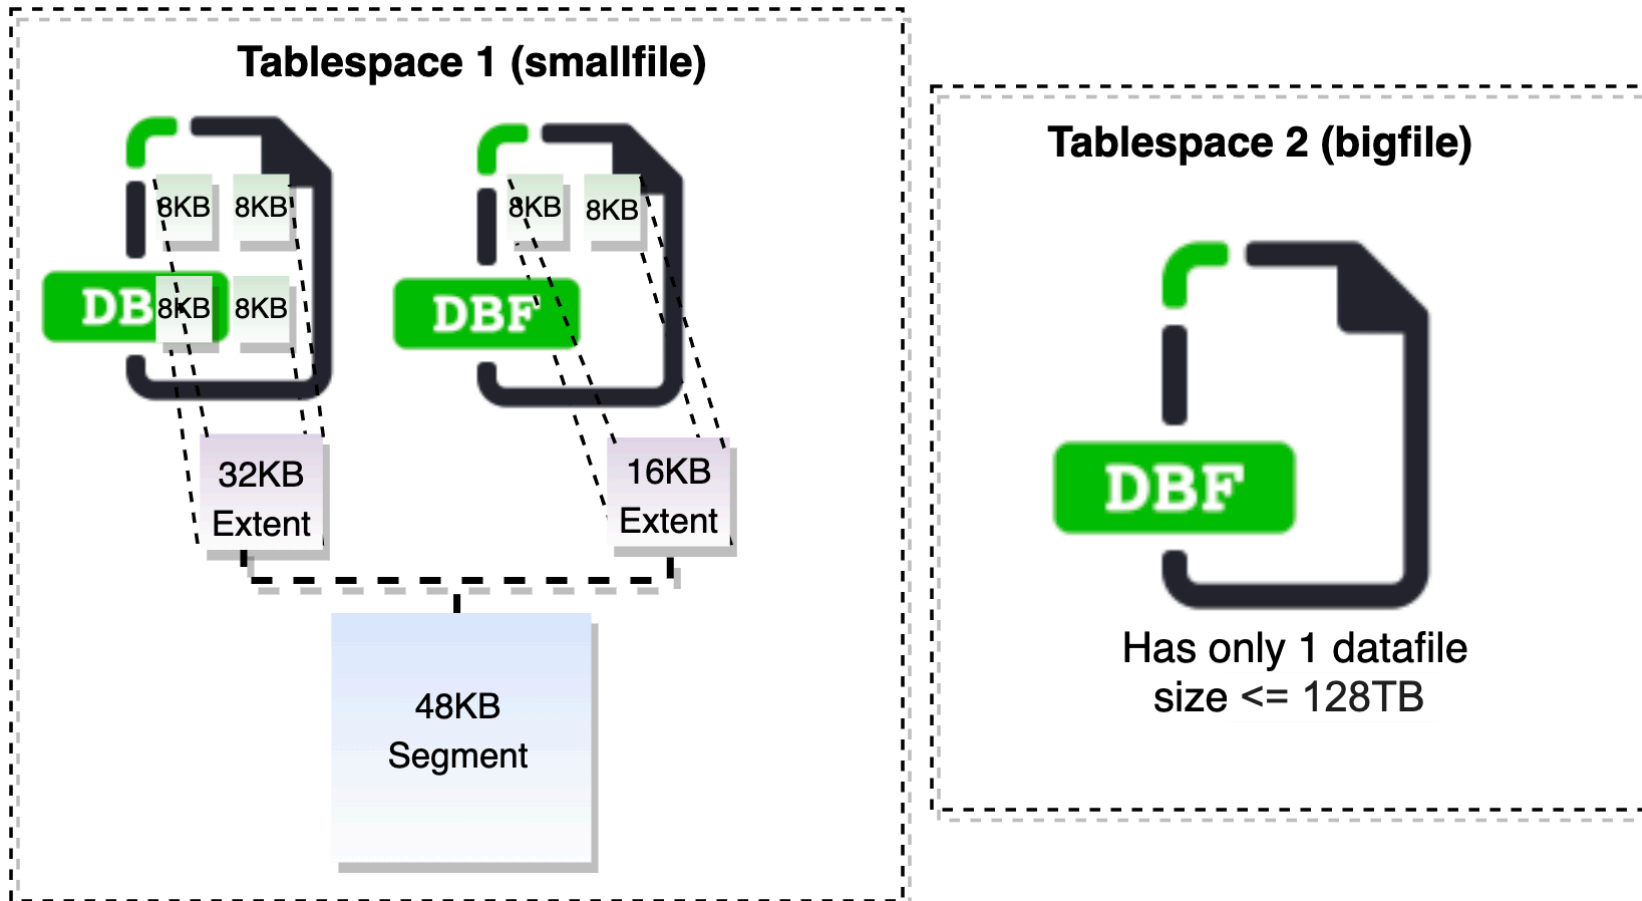 Tablespace 1 (smallfile)
8KB 8KB
8KB 8KB
DB
32KB
Extent
8KB 8KB
DBF
16KB
Extent
48KB
Segment
Tablespace 2 (bigfile)
DBF
Has only 1 datafile
size <= 128TB